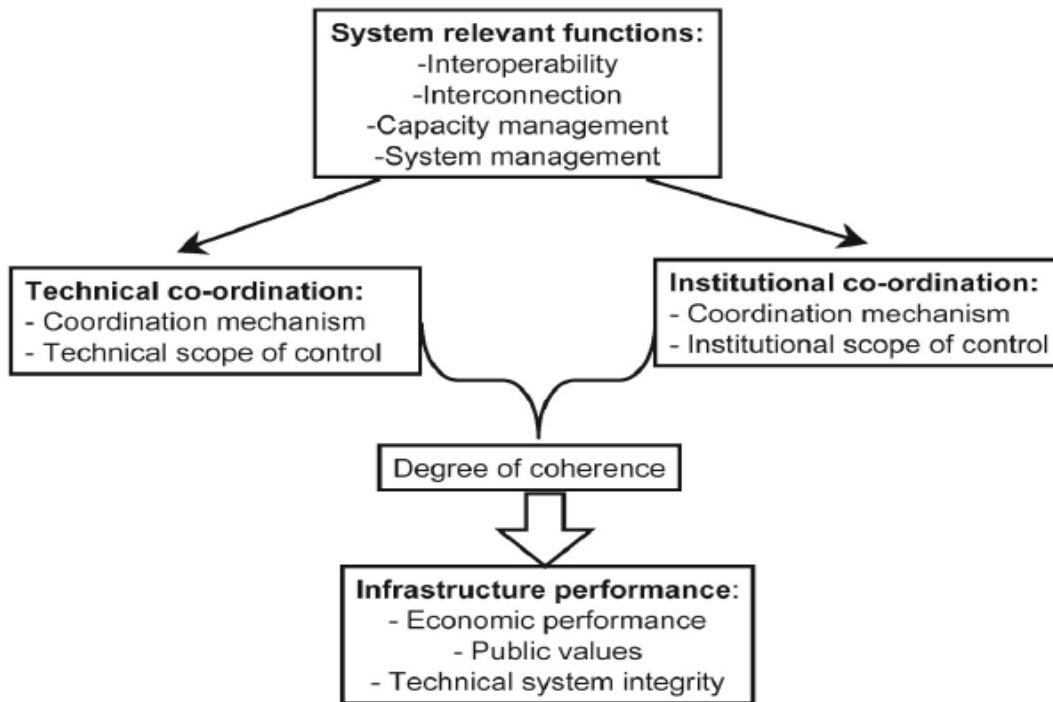 System relevant functions:
-Interoperability
-Interconnection
-Capacity management
-System management
Technical co-ordination:
- Coordination mechanism
- Technical scope of control
Institutional co-ordination:
- Coordination mechanism
- Institutional scope of control
Degree of coherence
Infrastructure performance:
- Economic performance
- Public values
- Technical system integrity